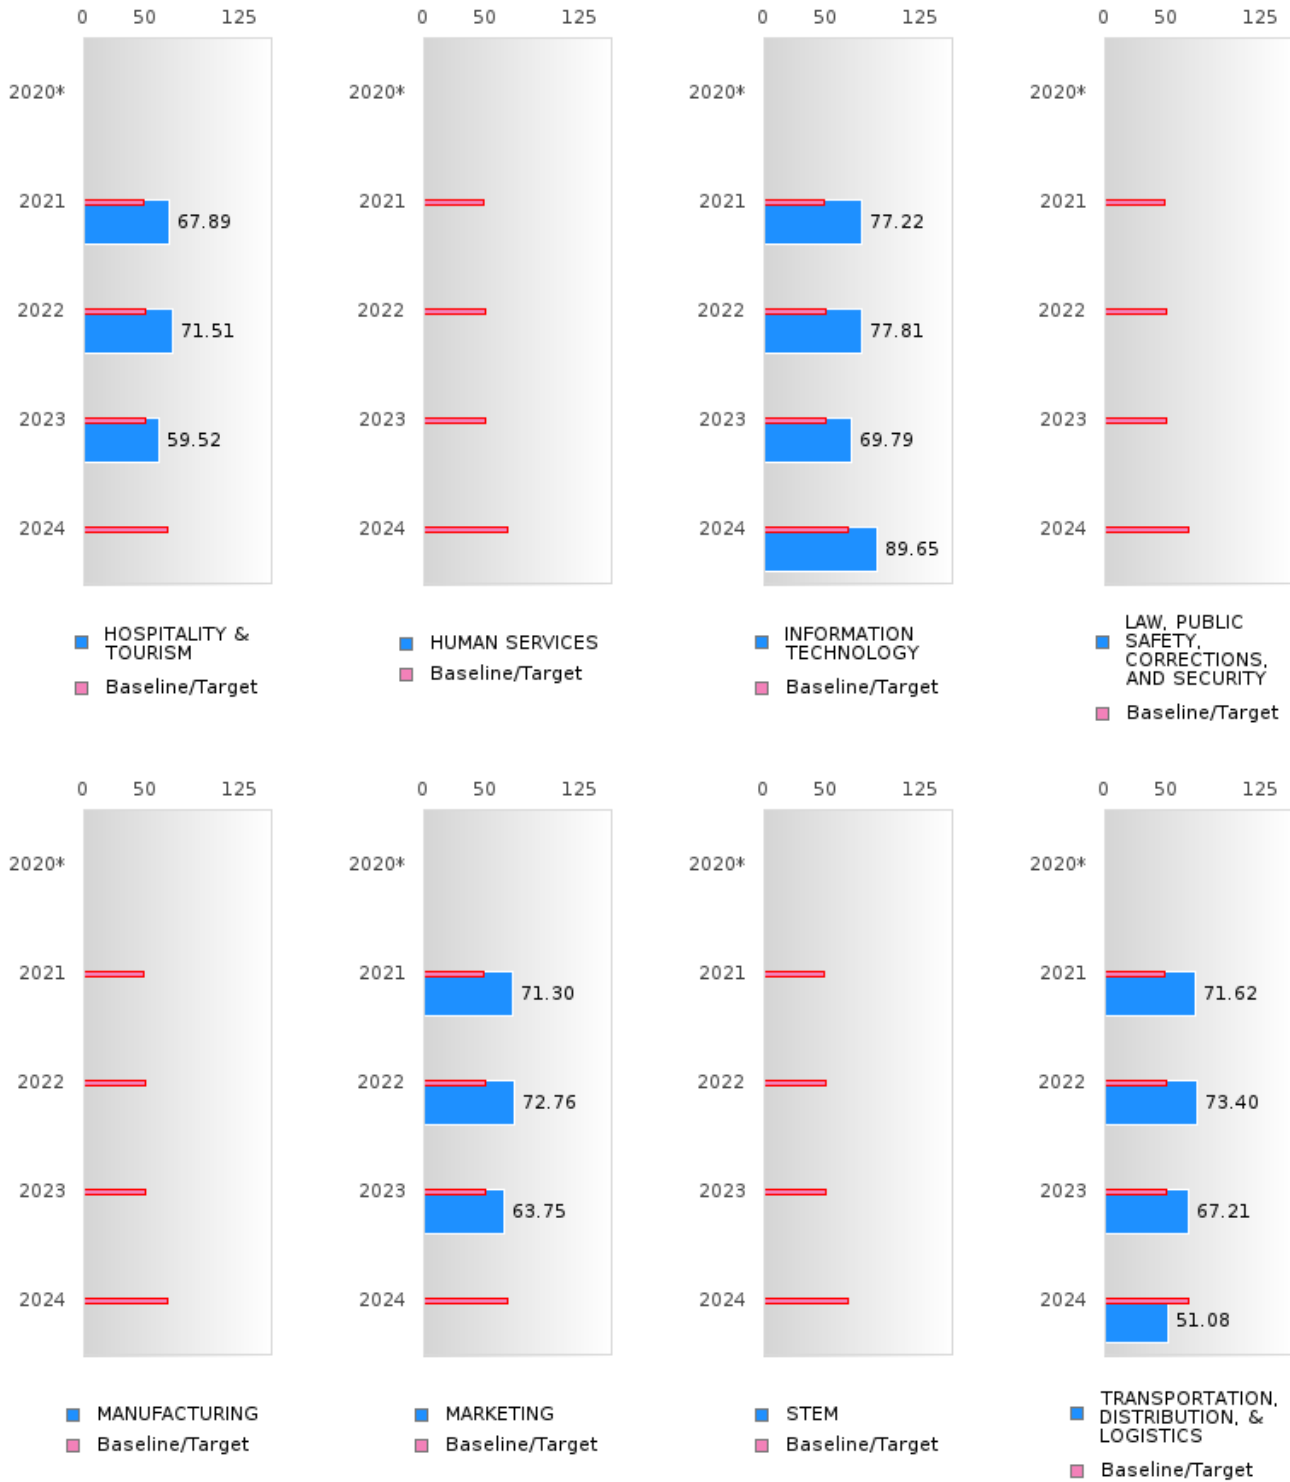 0 50 125 0 50 125 0 50 125 0 50 125
2020* 2020* 2020* 2020*
2021 67.89 2021 2021 77.22 2021
2022 71.51 2022 2022 77.81 2022
2023 59.52 2023 2023 69.79 2023
2024 2024 2024 89.65 2024
HOSPITALITY &
TOURISM
Baseline/Target
HUMAN SERVICES
Baseline/Target
INFORMATION
TECHNOLOGY
Baseline/Target
LAW, PUBLIC
SAFETY,
CORRECTIONS,
AND SECURITY
Baseline/Target
0 50 125 0 50 125 0 50 125 0 50 125
2020* 2020* 2020* 2020*
2021 2021 71.30 2021 2021 71.62
2022 2022 72.76 2022 2022 73.40
2023 2023 63.75 2023 2023 67.21
2024 2024 2024 2024 51.08
MANUFACTURING
Baseline/Target
MARKETING
Baseline/Target
STEM
Baseline/Target
TRANSPORTATION,
DISTRIBUTION, &
LOGISTICS
Baseline/Target